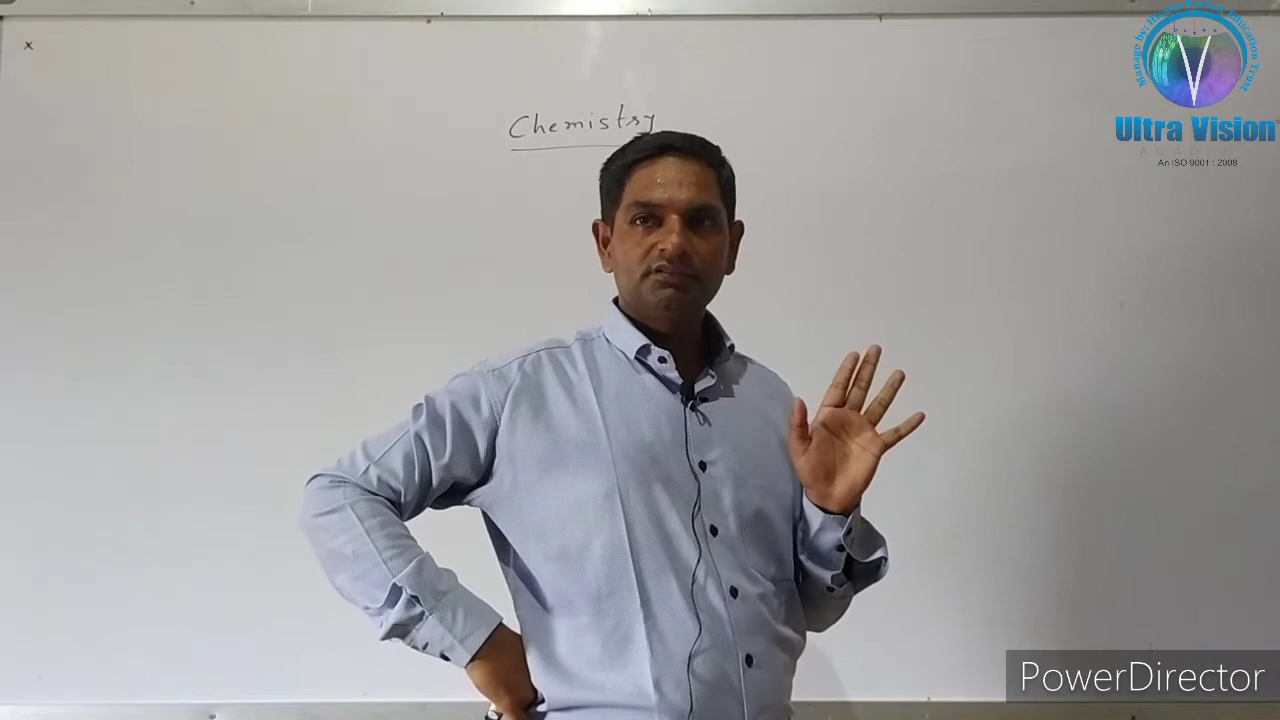 x
Chemistry
Ultra Vision
An ISO 9001 : 2008
PowerDirector